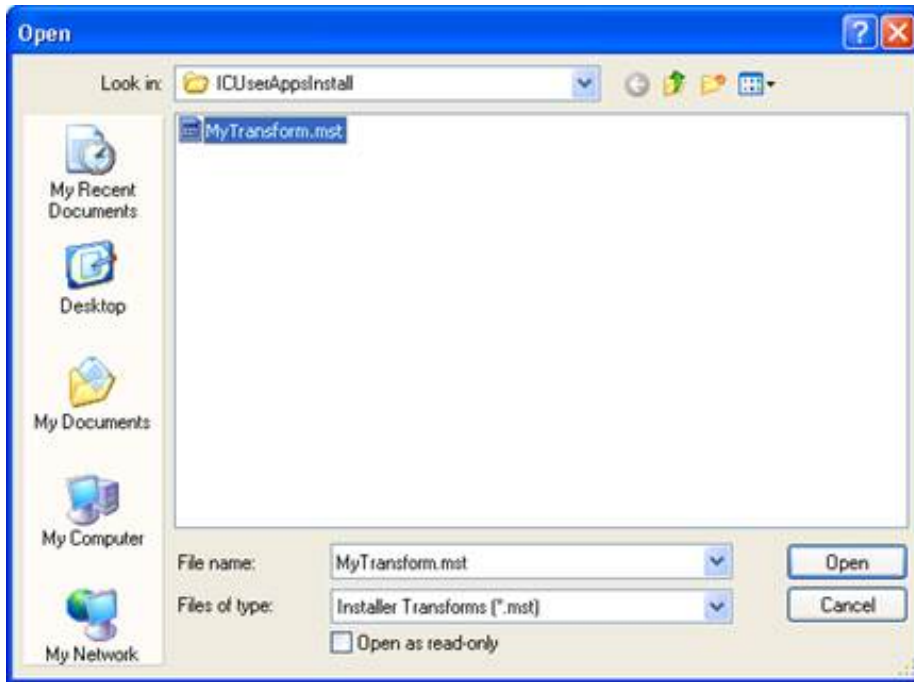 Open
Look in: ICUserAppsInstall
MyTransform.mst
My Recent
Documents
Desktop
My Documents
My Computer
My Network
File name: MyTransform.mst Open
Files of type: Installer Transforms (*.mst) Cancel
Open as read-only